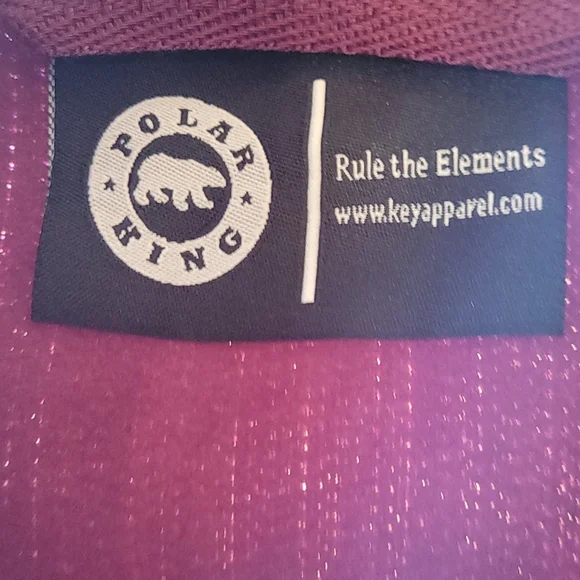 POLAR
KING
Rule the Elements
www.keyapparel.com